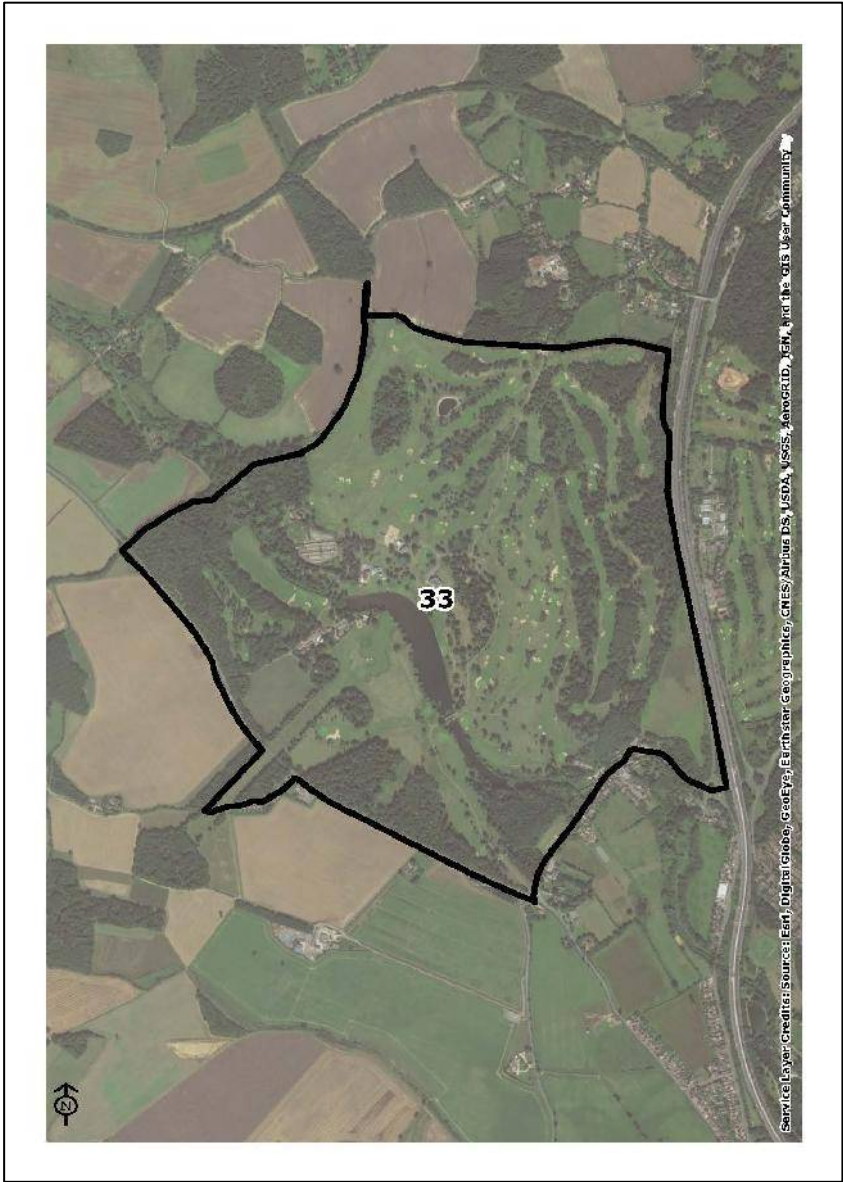 33
Service Layer Credits: Source: Esri, DigitalGlobe, GeoEye, Earthstar Geographics, CNES/Airbus DS, USDA, USGS, AeroGRID, IGN, and the GIS User Community
N